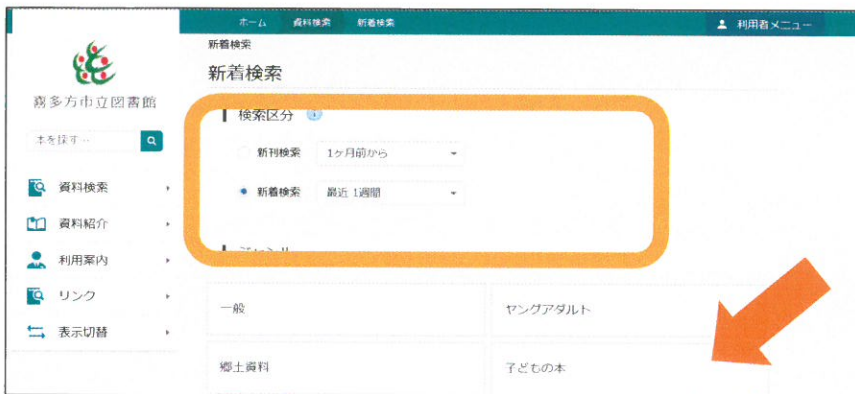 ホーム 資料検索 新着検索
利用者メニュー
新着検索
新着検索
喜多方市立図書館
本を探す…
検索区分
新刊検索 1ヶ月前から
新着検索 最近 1週間
資料検索
資料紹介
利用案内
リンク
表示切替
ジャンル
一般
ヤングアダルト
郷土資料
子どもの本